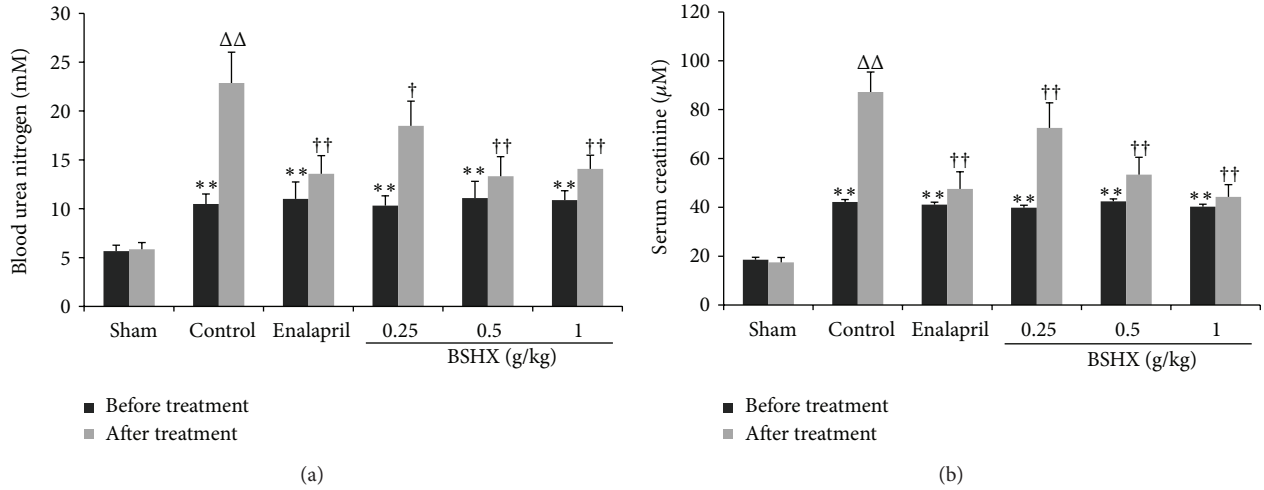 30
25
20
15
10
5
0
Blood urea nitrogen (mM)
** ΔΔ
** ††
** †
** ††
** ††
Sham Control Enalapril 0.25 0.5 1
BSHX (g/kg)
Before treatment
After treatment
(a)
120
100
80
60
40
20
0
Serum creatinine (µM)
** ΔΔ
** ††
** ††
** ††
** ††
Sham Control Enalapril 0.25 0.5 1
BSHX (g/kg)
Before treatment
After treatment
(b)